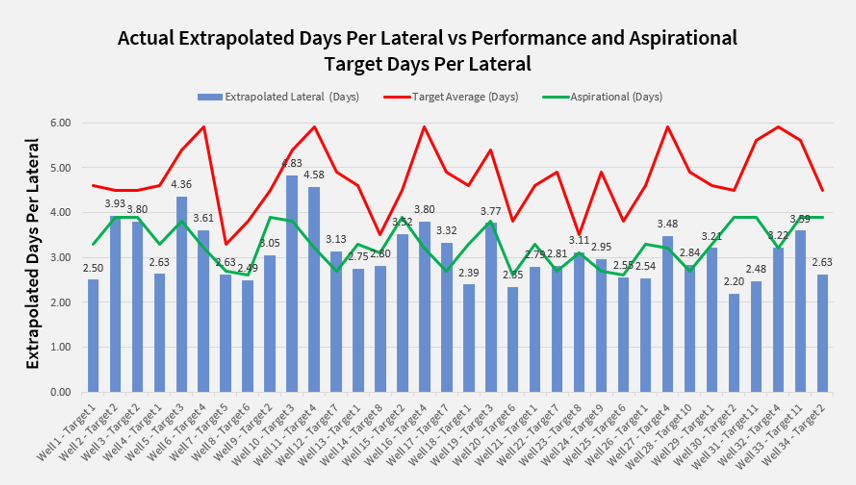 Actual Extrapolated Days Per Lateral vs Performance and Aspirational
Target Days Per Lateral
Extrapolated Lateral (Days) Target Average (Days) Aspirational (Days)
Extrapolated Days Per Lateral
6.00
5.00
4.00
3.00
2.00
1.00
0.00
2.50 3.93 3.80 2.63 4.36 3.61 2.63 2.49 3.05 4.83 4.58 3.13 2.75 2.80 3.52 3.80 3.32 2.39 3.77 2.35 2.79 2.81 3.11 2.95 2.55 2.54 3.48 2.84 3.21 2.20 2.48 3.22 3.59 2.63
Well 1 - Target 1
Well 2 - Target 2
Well 3 - Target 2
Well 4 - Target 1
Well 5 - Target 3
Well 6 - Target 4
Well 7 - Target 5
Well 8 - Target 6
Well 9 - Target 2
Well 10 - Target 3
Well 11 - Target 4
Well 12 - Target 7
Well 13 - Target 1
Well 14 - Target 8
Well 15 - Target 2
Well 16 - Target 4
Well 17 - Target 7
Well 18 - Target 1
Well 19 - Target 3
Well 20 - Target 6
Well 21 - Target 1
Well 22 - Target 7
Well 23 - Target 8
Well 24 - Target 9
Well 25 - Target 6
Well 26 - Target 1
Well 27 - Target 4
Well 28 - Target 10
Well 29 - Target 1
Well 30 - Target 2
Well 31 - Target 11
Well 32 - Target 4
Well 33 - Target 11
Well 34 - Target 2